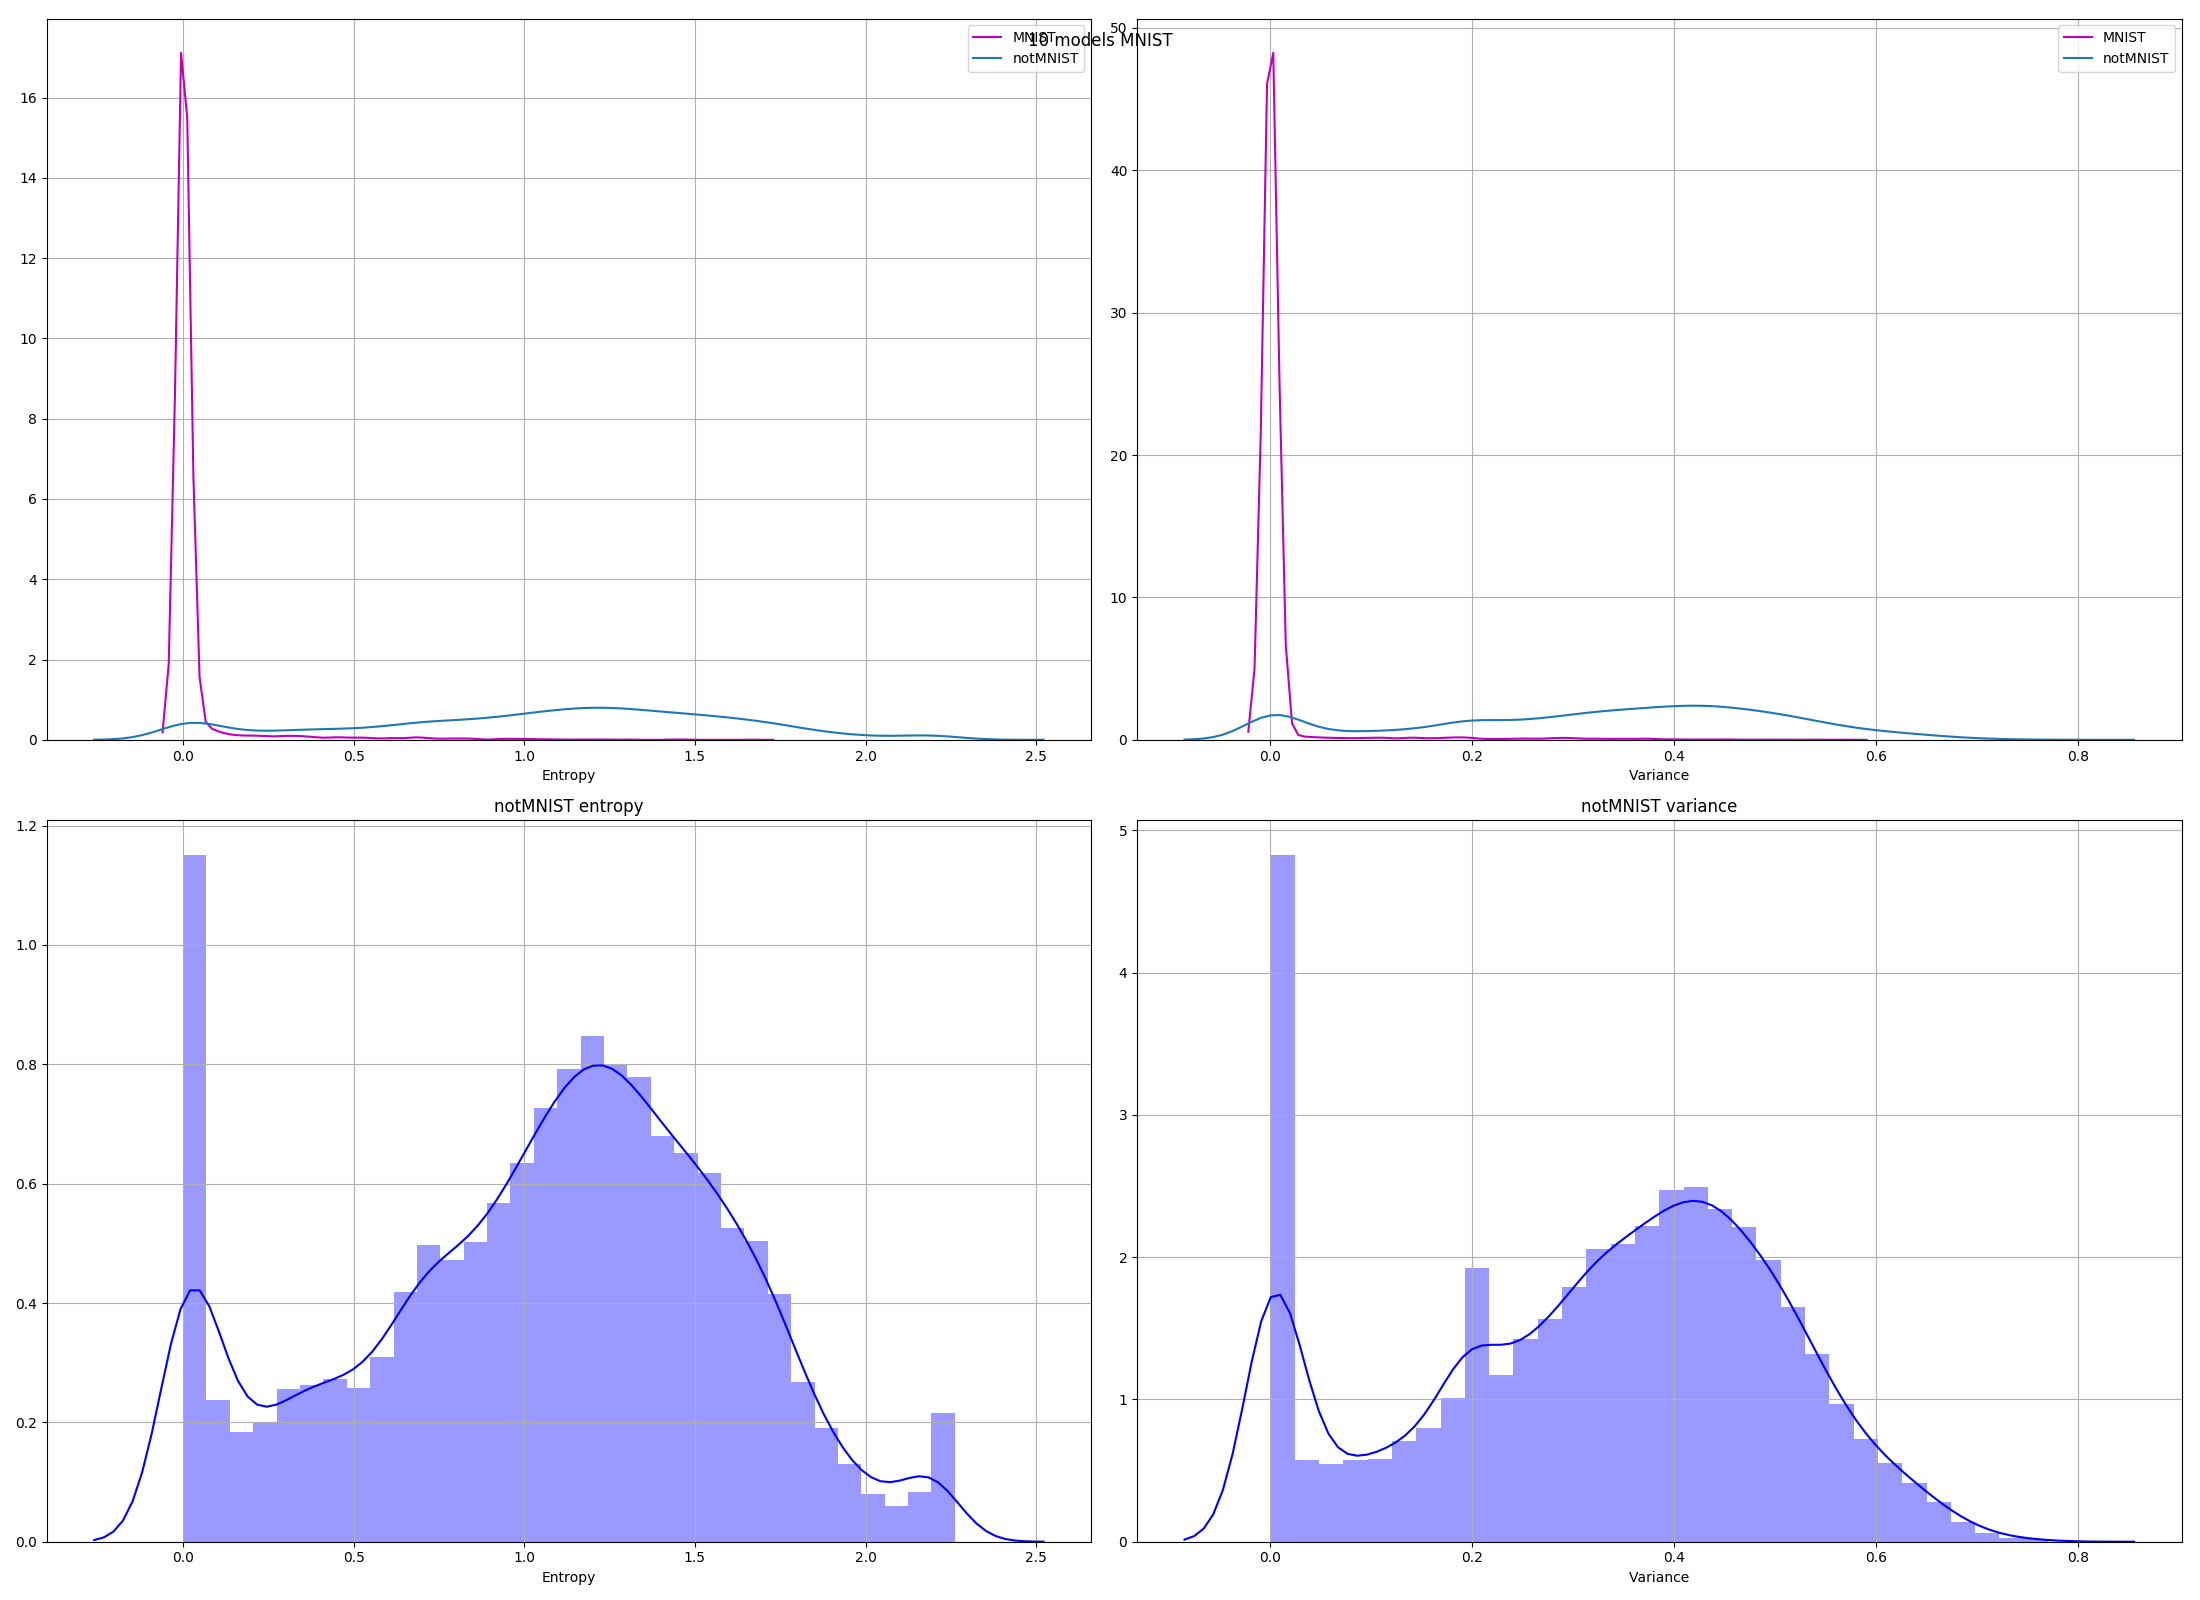 10 models MNIST
MNIST
notMNIST
16
14
12
10
8
6
4
2
0
0.0 0.5 1.0 1.5 2.0 2.5
Entropy
MNIST
notMNIST
50
40
30
20
10
0
0.0 0.2 0.4 0.6 0.8
Variance
notMNIST entropy
1.2
1.0
0.8
0.6
0.4
0.2
0.0
0.0 0.5 1.0 1.5 2.0 2.5
Entropy
notMNIST variance
5
4
3
2
1
0
0.0 0.2 0.4 0.6 0.8
Variance